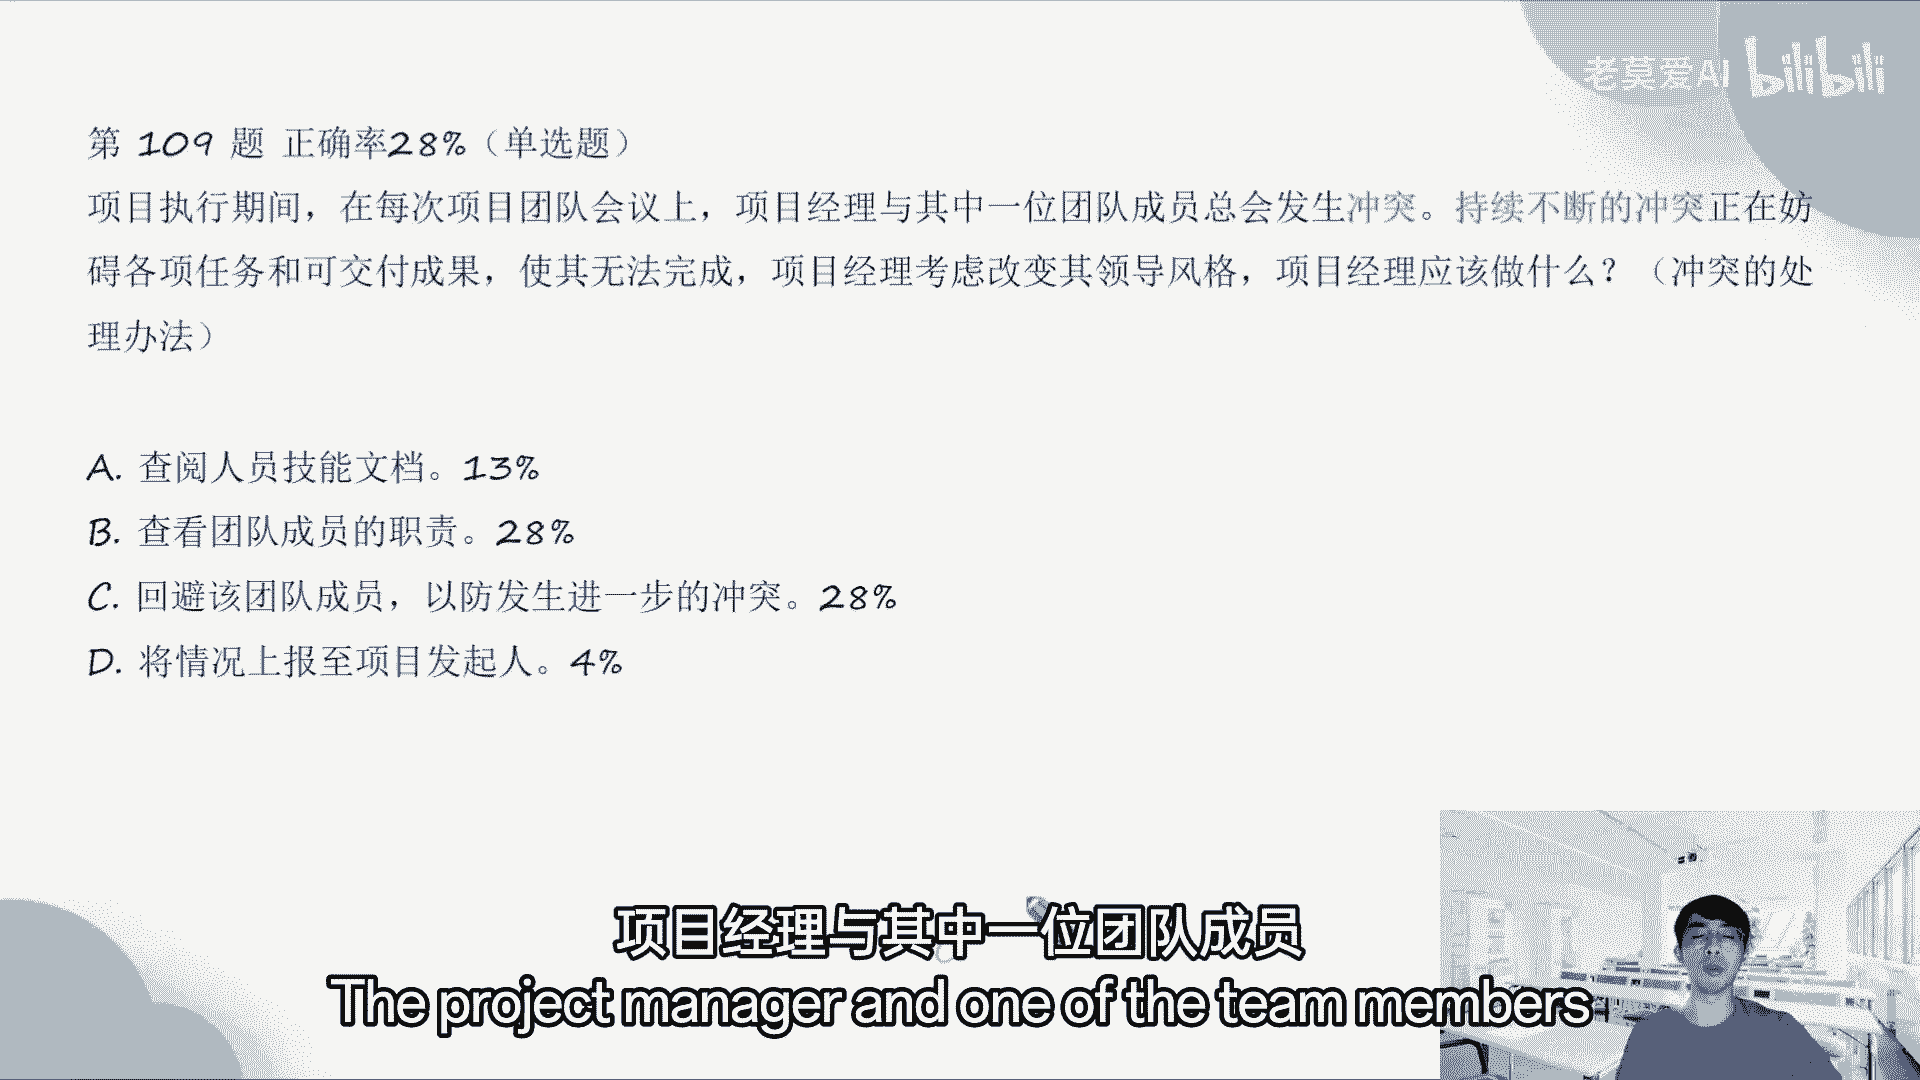 老莫爱AI bilibili
第 109 题 正确率28%（单选题）
项目执行期间，在每次项目团队会议上，项目经理与其中一位团队成员总会发生冲突。持续不断的冲突正在妨
碍各项任务和可交付成果，使其无法完成，项目经理考虑改变其领导风格，项目经理应该做什么？（冲突的处
理办法）
A. 查阅人员技能文档。13%
B. 查看团队成员的职责。28%
C. 回避该团队成员，以防发生进一步的冲突。28%
D. 将情况上报至项目发起人。4%
项目经理与其中一位团队成员
The project manager and one of the team members